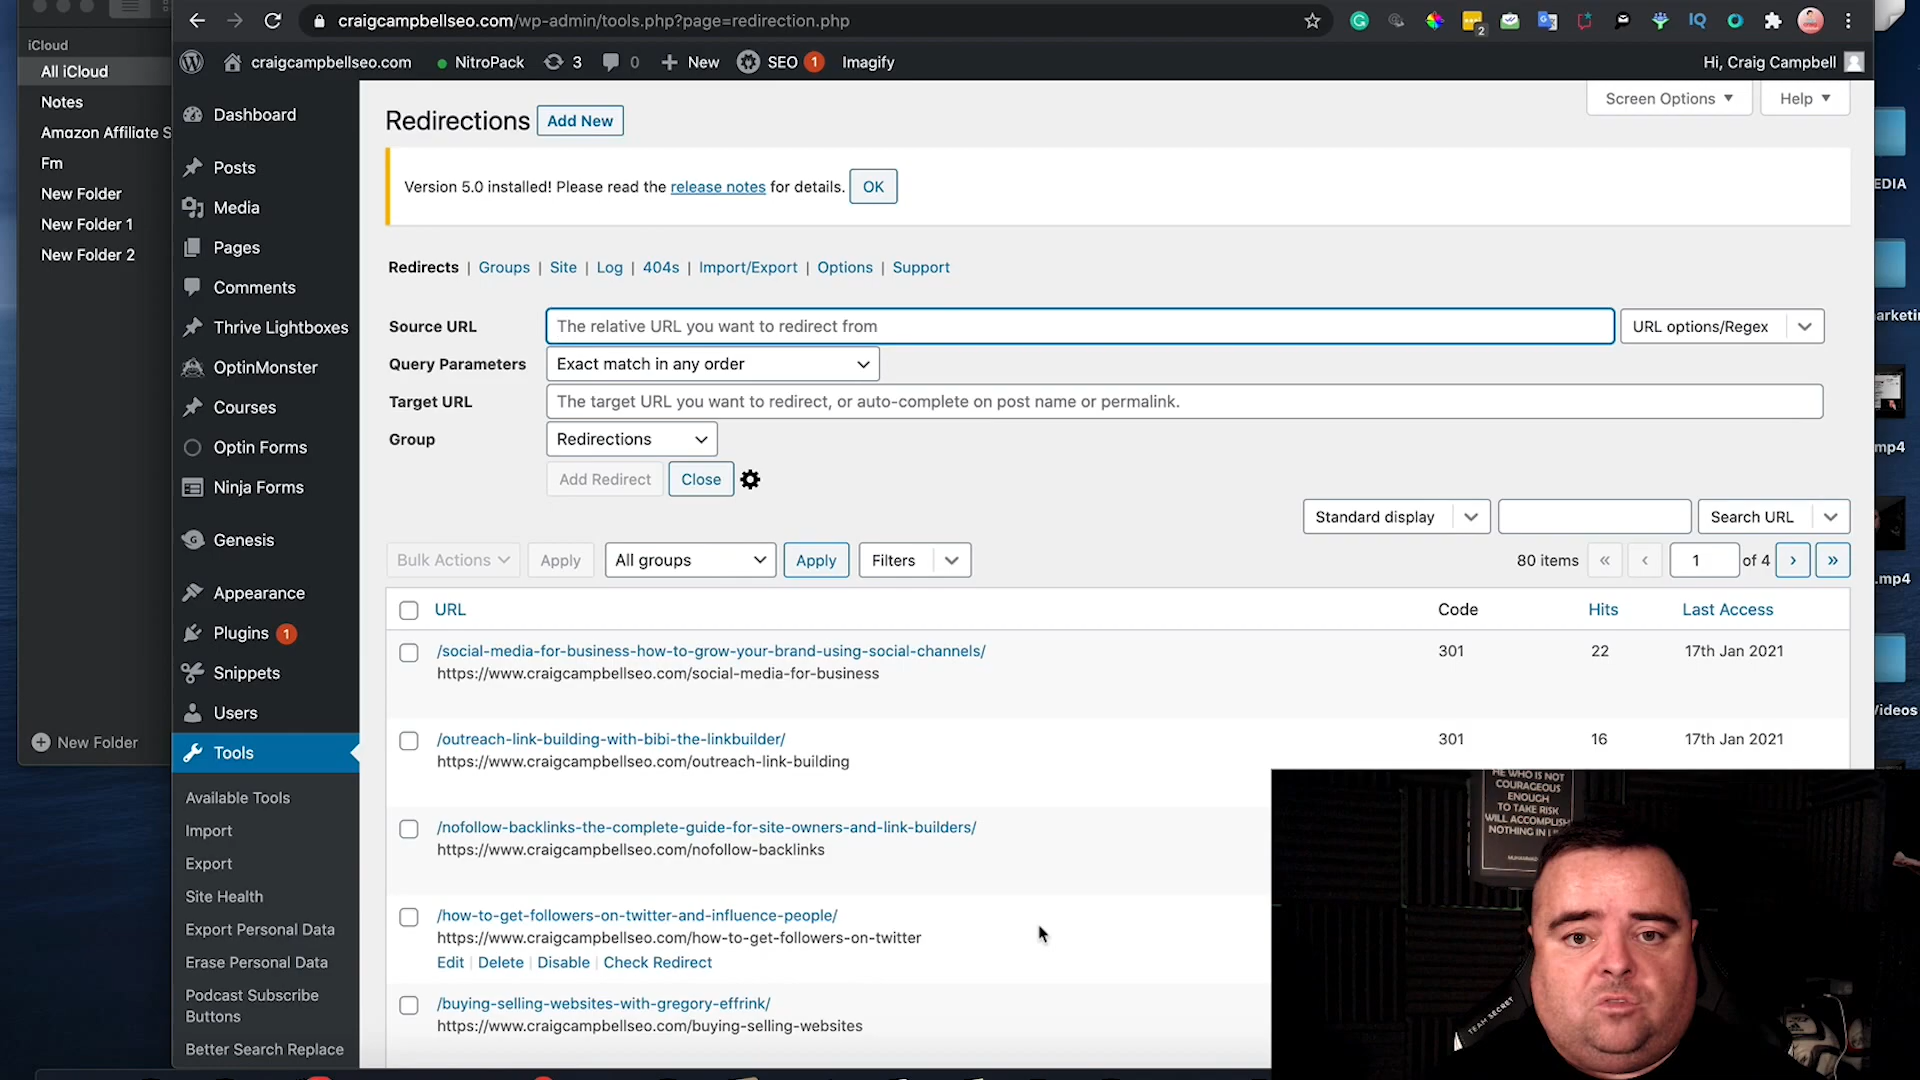 iCloud
All iCloud
Notes
Amazon Affiliate S
Fm
New Folder
New Folder 1
New Folder 2
New Folder
craigcampbellseo.com/wp-admin/tools.php?page=redirection.php
2
IQ
craigcampbellseo.com
NitroPack
3
0
New
SEO 1
Imagify
Hi, Craig Campbell
Dashboard
Posts
Media
Pages
Comments
Thrive Lightboxes
OptinMonster
Courses
Optin Forms
Ninja Forms
Genesis
Appearance
Plugins 1
Snippets
Users
Tools
Available Tools
Import
Export
Site Health
Export Personal Data
Erase Personal Data
Podcast Subscribe
Buttons
Better Search Replace
Screen Options
Help
Redirections
Add New
Version 5.0 installed! Please read the release notes for details. OK
Redirects | Groups | Site | Log | 404s | Import/Export | Options | Support
Source URL The relative URL you want to redirect from URL options/Regex
Query Parameters Exact match in any order
Target URL The target URL you want to redirect, or auto-complete on post name or permalink.
Group Redirections
Add Redirect Close
Standard display Search URL
Bulk Actions Apply All groups Apply Filters 80 items « ‹ 1 of 4 › »
URL Code Hits Last Access
/social-media-for-business-how-to-grow-your-brand-using-social-channels/ 301 22 17th Jan 2021
https://www.craigcampbellseo.com/social-media-for-business
/outreach-link-building-with-bibi-the-linkbuilder/ 301 16 17th Jan 2021
https://www.craigcampbellseo.com/outreach-link-building
/nofollow-backlinks-the-complete-guide-for-site-owners-and-link-builders/
https://www.craigcampbellseo.com/nofollow-backlinks
/how-to-get-followers-on-twitter-and-influence-people/
https://www.craigcampbellseo.com/how-to-get-followers-on-twitter
Edit | Delete | Disable | Check Redirect
/buying-selling-websites-with-gregory-effrink/
https://www.craigcampbellseo.com/buying-selling-websites
EDIA
arketin
mp4
.mp4
Videos
HE WHO IS NOT
COURAGEOUS
ENOUGH
TO TAKE RISK
WILL ACCOMPLIS
NOTHING IN
TEAM SECRET